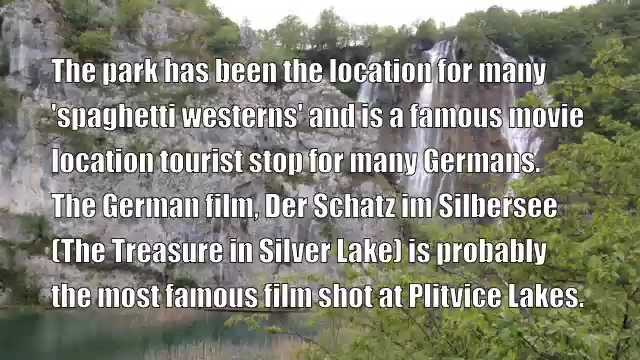 The park has been the location for many
'spaghetti westerns' and is a famous movie
location tourist stop for many Germans.
The German film, Der Schatz im Silbersee
(The Treasure in Silver Lake) is probably
the most famous film shot at Plitvice Lakes.